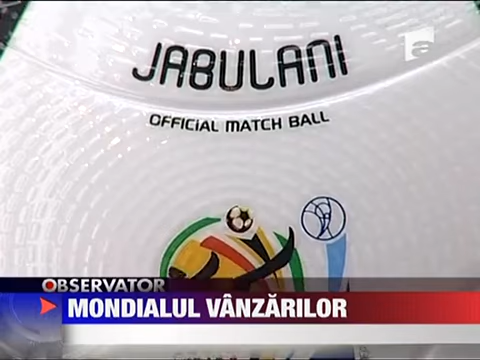 JABULANI
OFFICIAL MATCH BALL
a
OBSERVATOR
MONDIALUL VÂNZĂRILOR